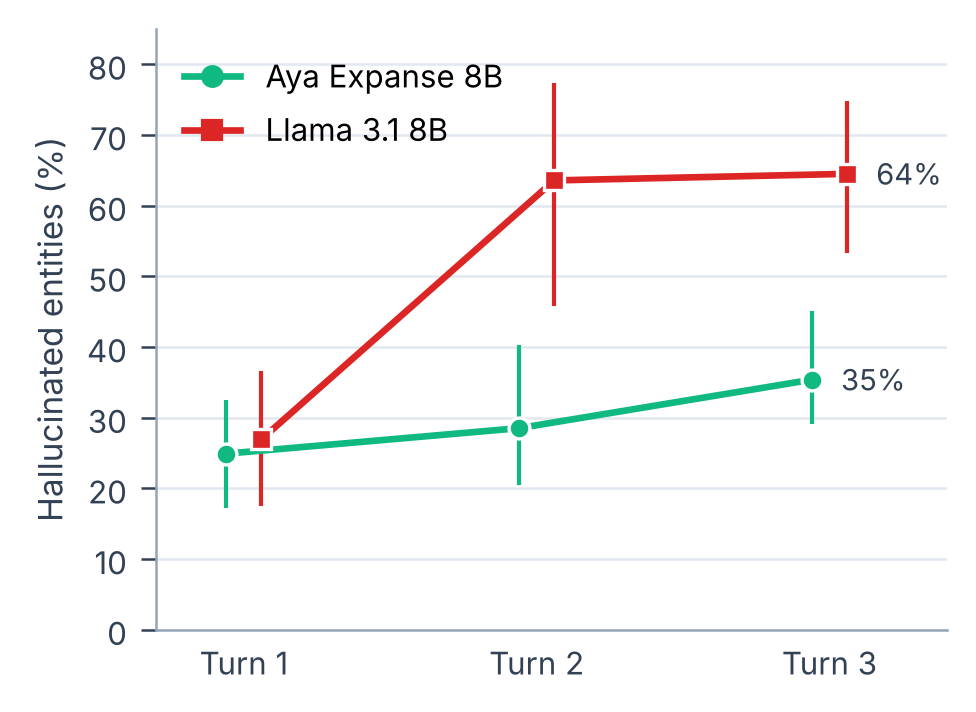 Hallucinated entities (%)
80
70
60
50
40
30
20
10
0
Aya Expanse 8B
Llama 3.1 8B
64%
35%
Turn 1
Turn 2
Turn 3